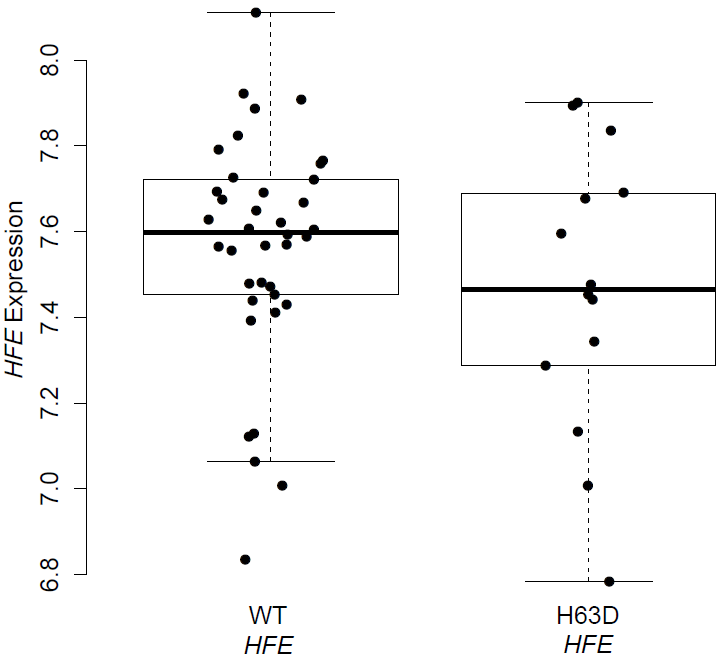 HFE Expression
8.0
7.8
7.6
7.4
7.2
7.0
6.8
WT
HFE
H63D
HFE